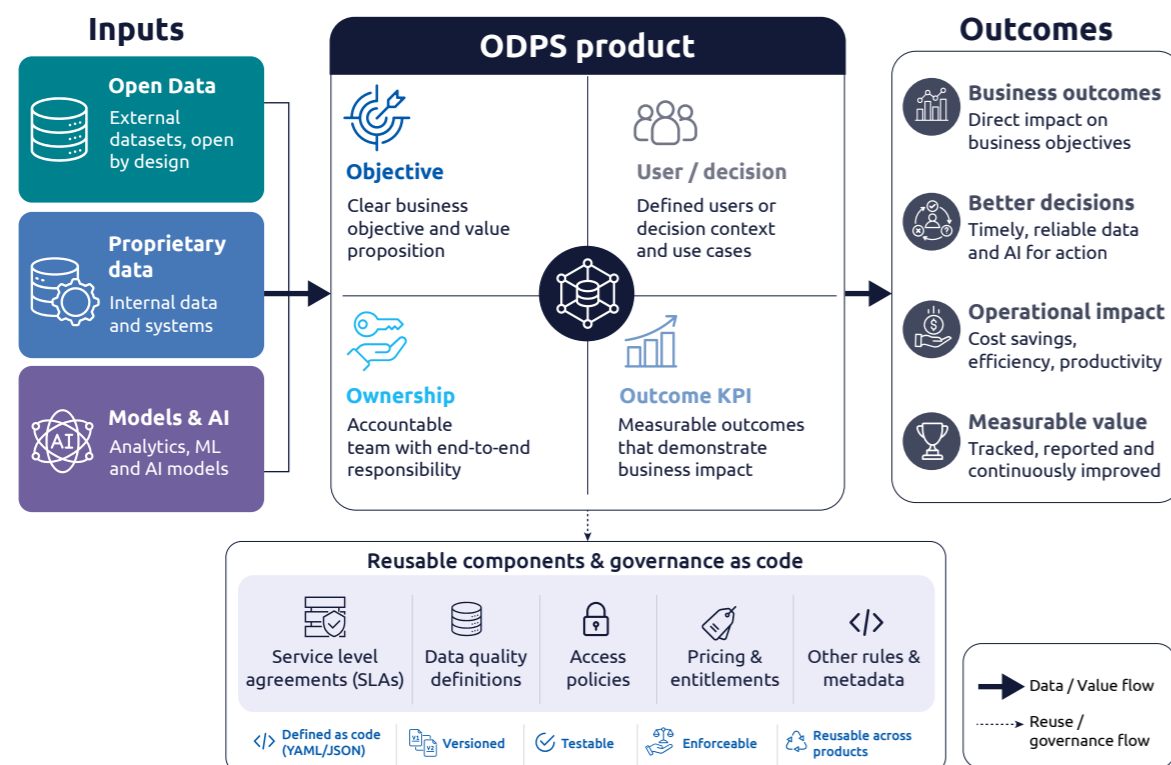 Inputs
Open Data
External
datasets, open
by design
Proprietary
data
Internal data
and systems
AI
Models & AI
Analytics, ML
and AI models
ODPS product
Objective
Clear business
objective and value
proposition
User / decision
Defined users or
decision context
and use cases
Ownership
Accountable
team with end-to-end
responsibility
Outcome KPI
Measurable outcomes
that demonstrate
business impact
Outcomes
Business outcomes
Direct impact on
business objectives
Better decisions
Timely, reliable data
and AI for action
$
Operational impact
Cost savings,
efficiency, productivity
Measurable value
Tracked, reported and
continuously improved
Reusable components & governance as code
Service level
agreements (SLAs)
Data quality
definitions
Access
policies
Pricing &
entitlements
</>
Other rules &
metadata
</>
Defined as code
(YAML/JSON)
V1
V2
Versioned
Testable
Enforceable
Reusable across
products
Data / Value flow
Reuse /
governance flow